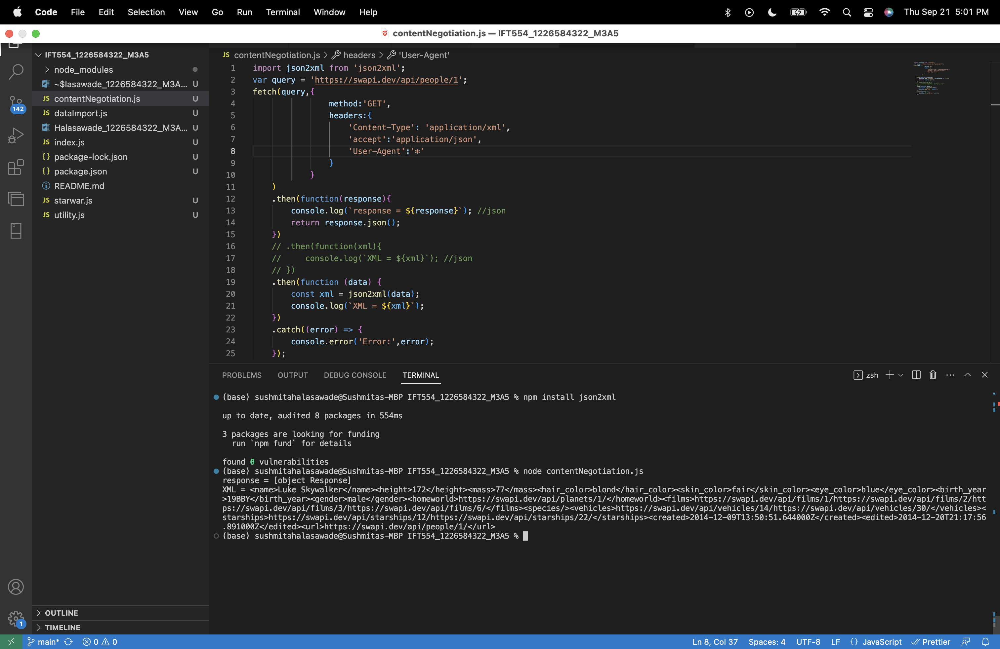 Code File Edit Selection View Go Run Terminal Window Help Thu Sep 21 5:01 PM
contentNegotiation.js — IFT554_1226584322_M3A5
IFT554_1226584322_M3A5
node_modules
~$lasawade_1226584322_M3A... U
JS contentNegotiation.js U
JS dataImport.js U
Halasawade_1226584322_M3A... U
JS index.js U
{} package-lock.json U
{} package.json U
README.md
JS starwar.js U
JS utility.js U
142
OUTLINE
TIMELINE
1
JS contentNegotiation.js > headers > 'User-Agent'
1 import json2xml from 'json2xml';
2 var query = 'https://swapi.dev/api/people/1';
3 fetch(query,{
4 method:'GET',
5 headers:{
6 'Content-Type': 'application/xml',
7 'accept':'application/json',
8 'User-Agent':'*'
9 }
10 }
11 )
12 .then(function(response){
13 console.log(`response = ${response}`); //json
14 return response.json();
15 })
16 // .then(function(xml){
17 //     console.log(`XML = ${xml}`); //json
18 // })
19 .then(function (data) {
20 const xml = json2xml(data);
21 console.log(`XML = ${xml}`);
22 })
23 .catch((error) => {
24 console.error('Error:',error);
25 });
PROBLEMS OUTPUT DEBUG CONSOLE TERMINAL zsh
(base) sushmitahalasawade@Sushmitas-MBP IFT554_1226584322_M3A5 % npm install json2xml
up to date, audited 8 packages in 554ms
3 packages are looking for funding
run `npm fund` for details
found 0 vulnerabilities
(base) sushmitahalasawade@Sushmitas-MBP IFT554_1226584322_M3A5 % node contentNegotiation.js
response = [object Response]
XML = <name>Luke Skywalker</name><height>172</height><mass>77</mass><hair_color>blond</hair_color><skin_color>fair</skin_color><eye_color>blue</eye_color><birth_year
>19BBY</birth_year><gender>male</gender><homeworld>https://swapi.dev/api/planets/1/</homeworld><films>https://swapi.dev/api/films/1/https://swapi.dev/api/films/2/htt
ps://swapi.dev/api/films/3/https://swapi.dev/api/films/6/</films><species/><vehicles>https://swapi.dev/api/vehicles/14/https://swapi.dev/api/vehicles/30/</vehicles><
starships>https://swapi.dev/api/starships/12/https://swapi.dev/api/starships/22/</starships><created>2014-12-09T13:50:51.644000Z</created><edited>2014-12-20T21:17:56
.891000Z</edited><url>https://swapi.dev/api/people/1/</url>
(base) sushmitahalasawade@Sushmitas-MBP IFT554_1226584322_M3A5 %
main* 0 0 Ln 8, Col 37 Spaces: 4 UTF-8 LF {} JavaScript Prettier